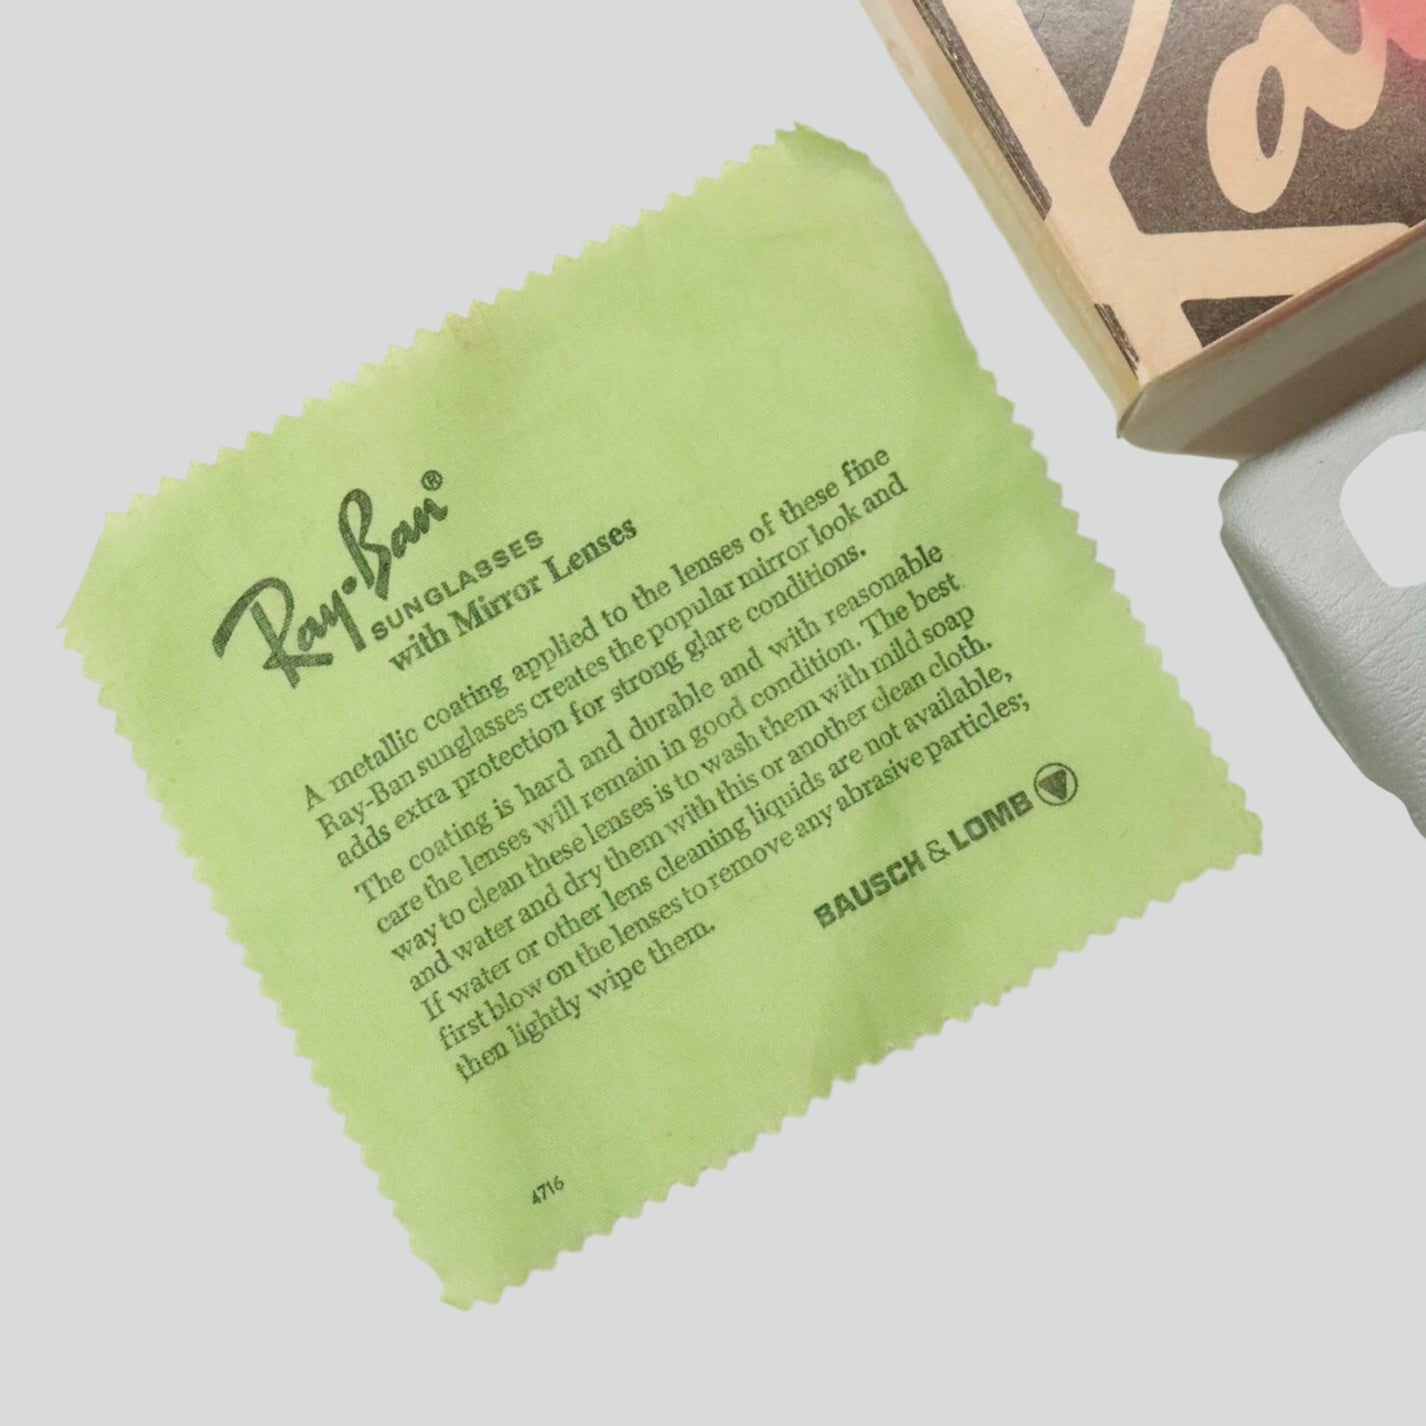 Ray-Ban®
SUNGLASSES
with Mirror Lenses
A metallic coating applied to the lenses of these fine
Ray-Ban sunglasses creates the popular mirror look and
adds extra protection for strong glare conditions.
The coating is hard and durable and with reasonable
care the lenses will remain in good condition. The best
way to clean these lenses is to wash them with mild soap
and water and dry them with this or another clean cloth.
If water or other lens cleaning liquids are not available,
first blow on the lenses to remove any abrasive particles;
then lightly wipe them.
BAUSCH & LOMB
4716